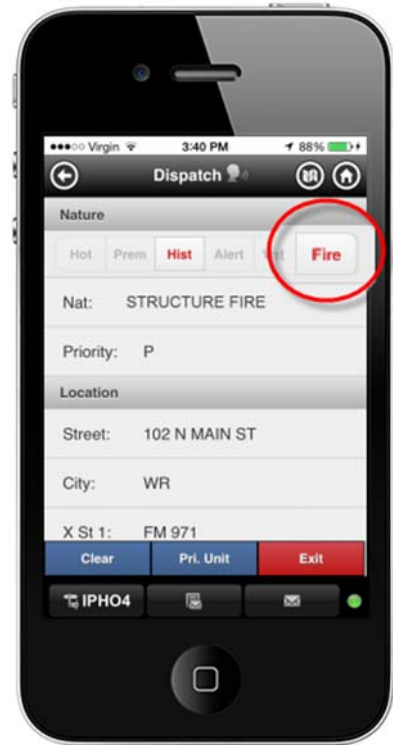 ●●●○○ Virgin 3:40 PM 88%
Dispatch
Nature
Hot Prem Hist Alert Fire
Nat: STRUCTURE FIRE
Priority: P
Location
Street: 102 N MAIN ST
City: WR
X St 1: FM 971
Clear Pri. Unit Exit
IPHO4